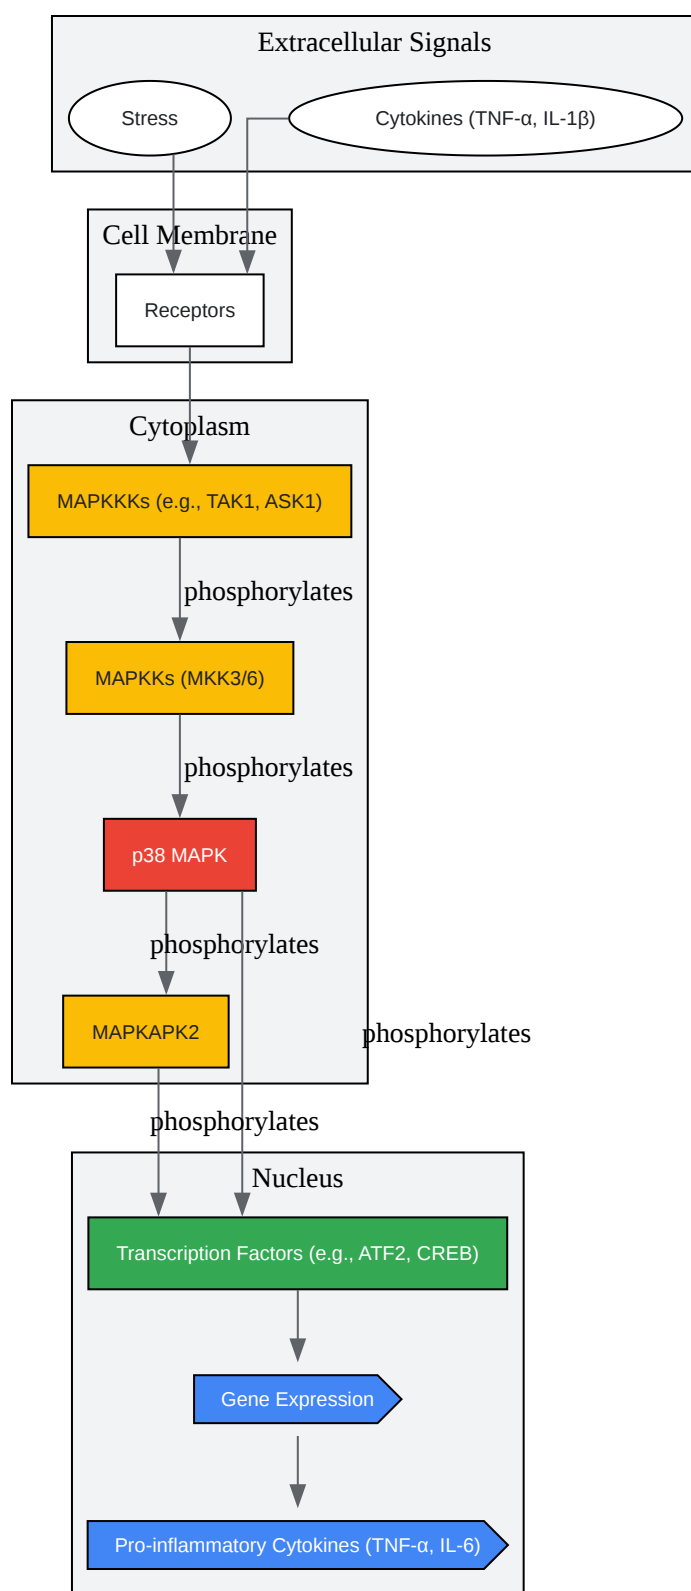 Extracellular Signals
Stress
Cytokines (TNF-α, IL-1β)
Cell Membrane
Receptors
Cytoplasm
MAPKKKs (e.g., TAK1, ASK1)
phosphorylates
MAPKKs (MKK3/6)
phosphorylates
p38 MAPK
phosphorylates
MAPKAPK2
phosphorylates
phosphorylates
Nucleus
Transcription Factors (e.g., ATF2, CREB)
Gene Expression
Pro-inflammatory Cytokines (TNF-α, IL-6)